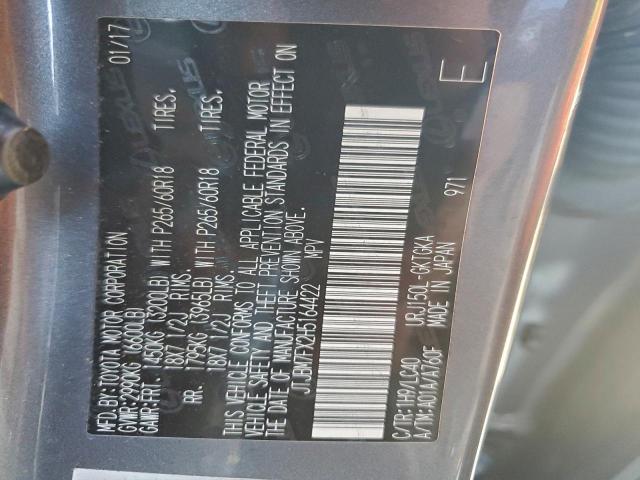 MFD.BY:TOYOTA MOTOR CORPORATION 01/17
GVWR:2990KG (6600LB)
GAWR:FRT. 1450KG (3200LB) WITH P265/60R18 TIRES.
18X7 1/2J RIMS.
RR. 1795KG (3965LB) WITH P265/60R18 TIRES.
18X7 1/2J RIMS.
THIS VEHICLE CONFORMS TO ALL APPLICABLE FEDERAL MOTOR
VEHICLE SAFETY AND THEFT PREVENTION STANDARDS IN EFFECT ON
THE DATE OF MANUFACTURE SHOWN ABOVE.
JTJBM7FX2H5164422 MPV
C/TR:1H9/LC40 URJ150L-GKTGKA
A/TM:A01A/A760F MADE IN JAPAN 971 E
LEXUS